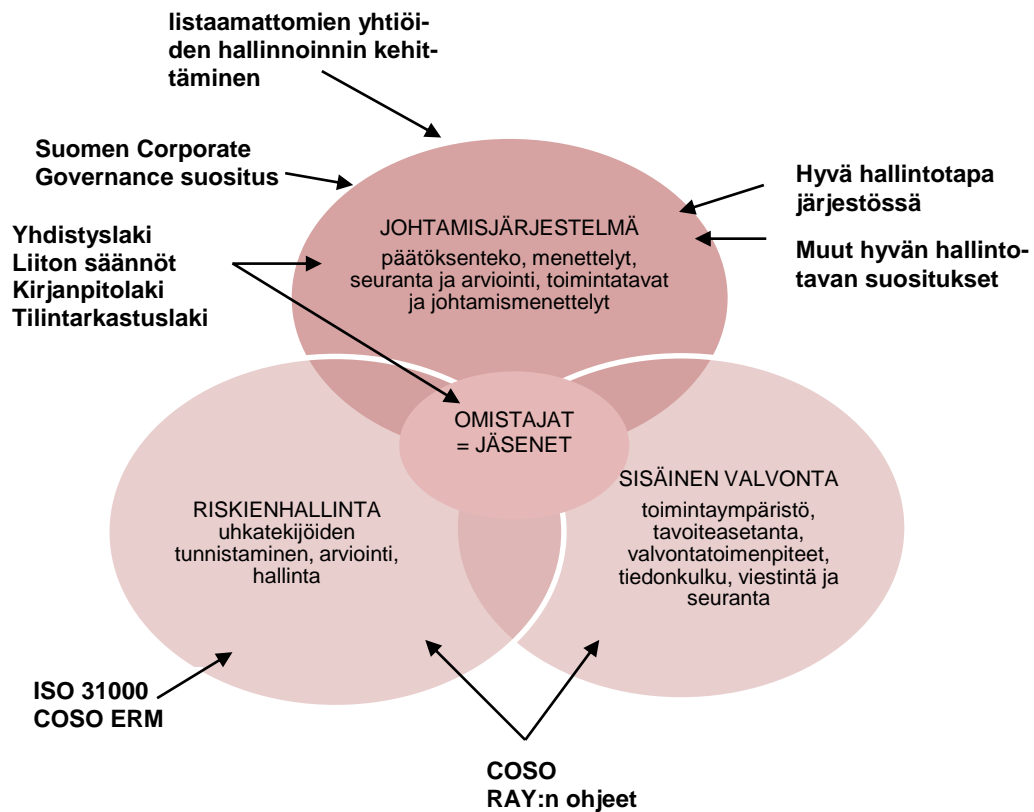 listaamattomien yhtiöi-
den hallinnoinnin kehit-
täminen
Suomen Corporate
Governance suositus
Hyvä hallintotapa
järjestössä
Yhdistyslaki
Liiton säännöt
Kirjanpitolaki
Tilintarkastuslaki
Muut hyvän hallinto-
tavan suositukset
JOHTAMISJÄRJESTELMÄ
päätöksenteko, menettelyt,
seuranta ja arviointi, toimintatavat
ja johtamismenettelyt
OMISTAJAT
= JÄSENET
RISKIENHALLINTA
uhkatekijöiden
tunnistaminen, arviointi,
hallinta
SISÄINEN VALVONTA
toimintaympäristö,
tavoiteasetanta,
valvontatoimenpiteet,
tiedonkulku, viestintä ja
seuranta
ISO 31000
COSO ERM
COSO
RAY:n ohjeet